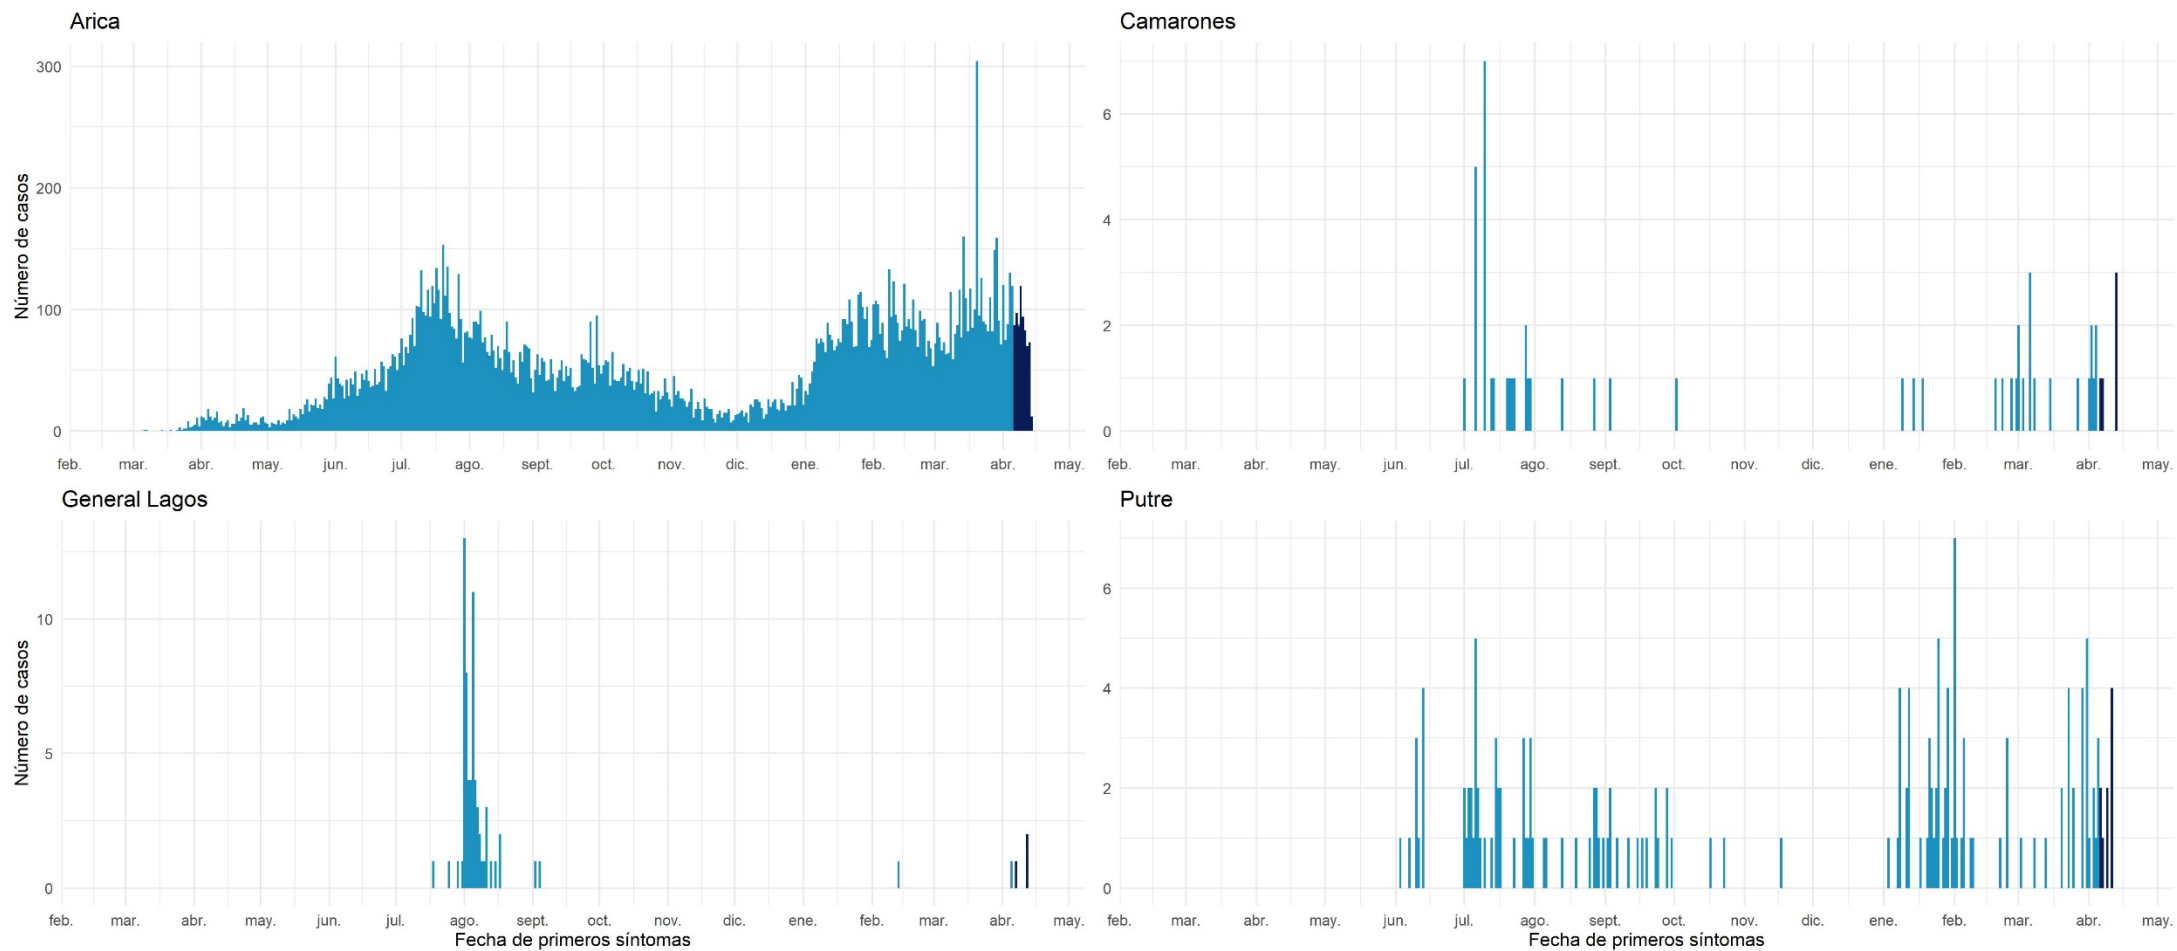 Arica
Número de casos
300
200
100
0
feb. mar. abr. may. jun. jul. ago. sept. oct. nov. dic. ene. feb. mar. abr. may.
Camarones
6
4
2
0
feb. mar. abr. may. jun. jul. ago. sept. oct. nov. dic. ene. feb. mar. abr. may.
General Lagos
Número de casos
10
5
0
feb. mar. abr. may. jun. jul. ago. sept. oct. nov. dic. ene. feb. mar. abr. may.
Fecha de primeros síntomas
Putre
6
4
2
0
feb. mar. abr. may. jun. jul. ago. sept. oct. nov. dic. ene. feb. mar. abr. may.
Fecha de primeros síntomas